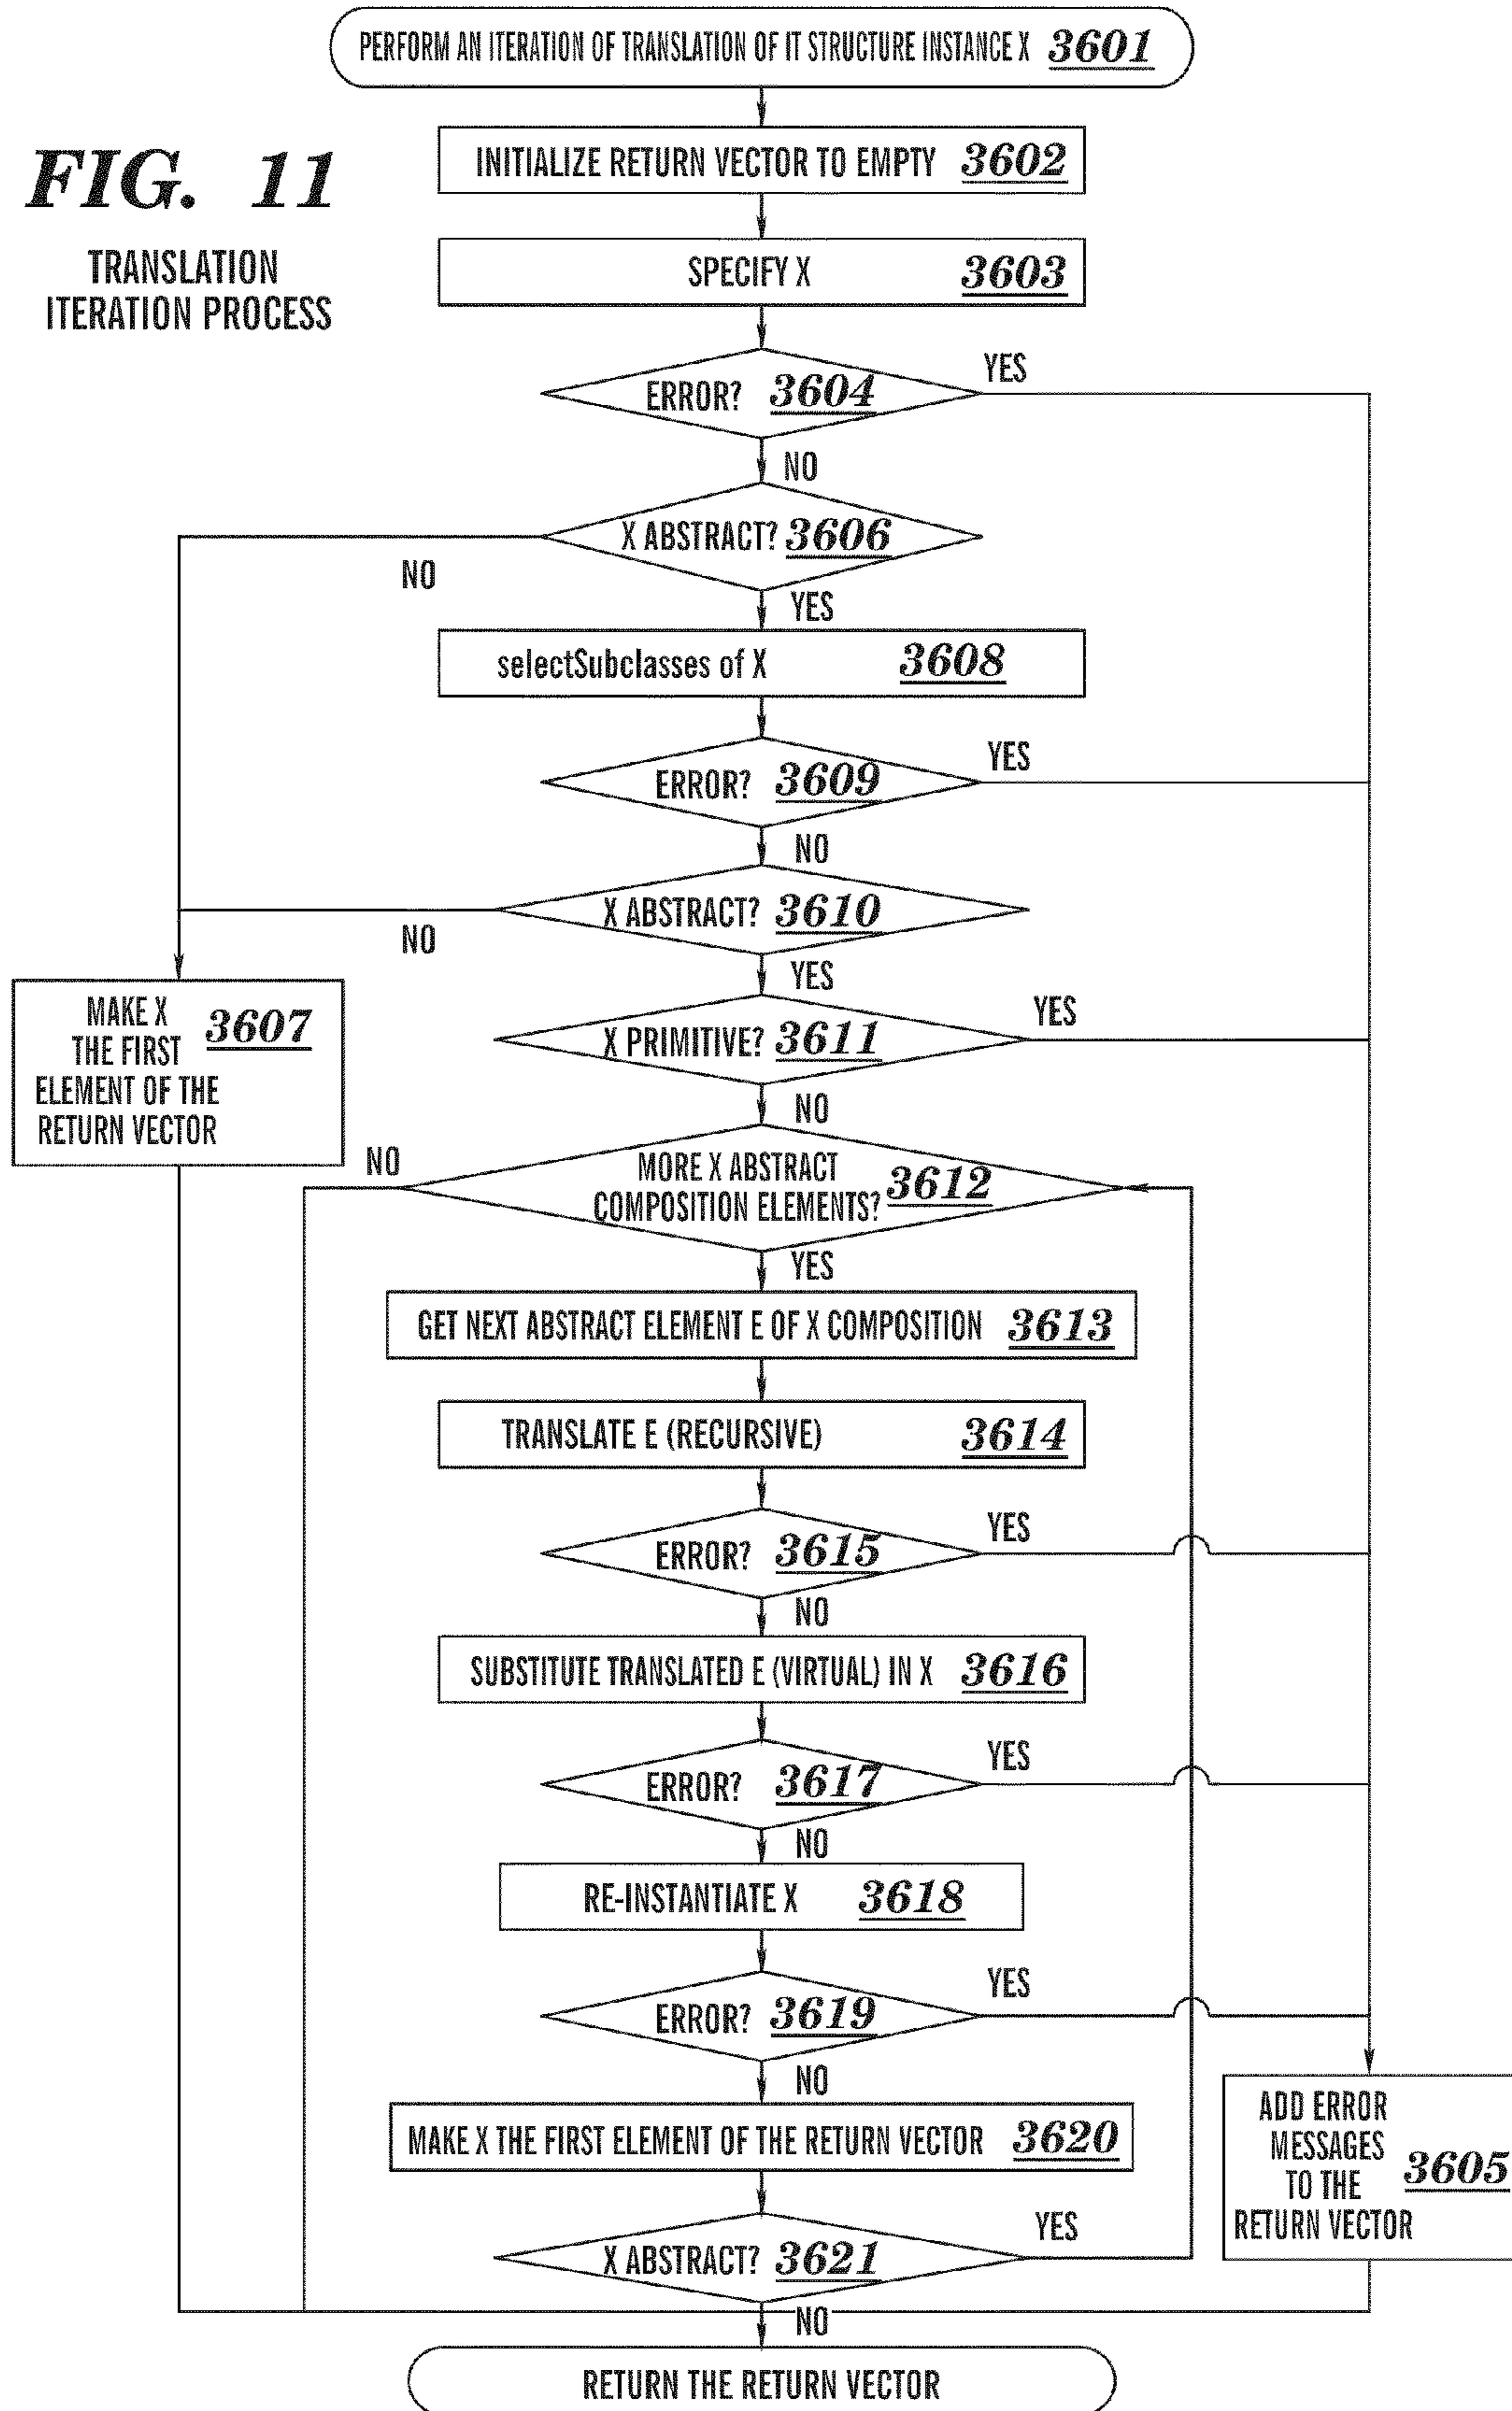 PERFORM AN ITERATION OF TRANSLATION OF IT STRUCTURE INSTANCE X 3601
FIG. 11
TRANSLATION
ITERATION PROCESS
INITIALIZE RETURN VECTOR TO EMPTY 3602
SPECIFY X 3603
ERROR? 3604
YES
NO
X ABSTRACT? 3606
NO
YES
selectSubclasses of X 3608
ERROR? 3609
YES
NO
X ABSTRACT? 3610
NO
YES
MAKE X
THE FIRST 3607
ELEMENT OF THE
RETURN VECTOR
X PRIMITIVE? 3611
YES
NO
MORE X ABSTRACT
COMPOSITION ELEMENTS? 3612
NO
YES
GET NEXT ABSTRACT ELEMENT E OF X COMPOSITION 3613
TRANSLATE E (RECURSIVE) 3614
ERROR? 3615
YES
NO
SUBSTITUTE TRANSLATED E (VIRTUAL) IN X 3616
ERROR? 3617
YES
NO
RE-INSTANTIATE X 3618
ERROR? 3619
YES
NO
MAKE X THE FIRST ELEMENT OF THE RETURN VECTOR 3620
ADD ERROR
MESSAGES
TO THE 3605
RETURN VECTOR
X ABSTRACT? 3621
YES
NO
RETURN THE RETURN VECTOR